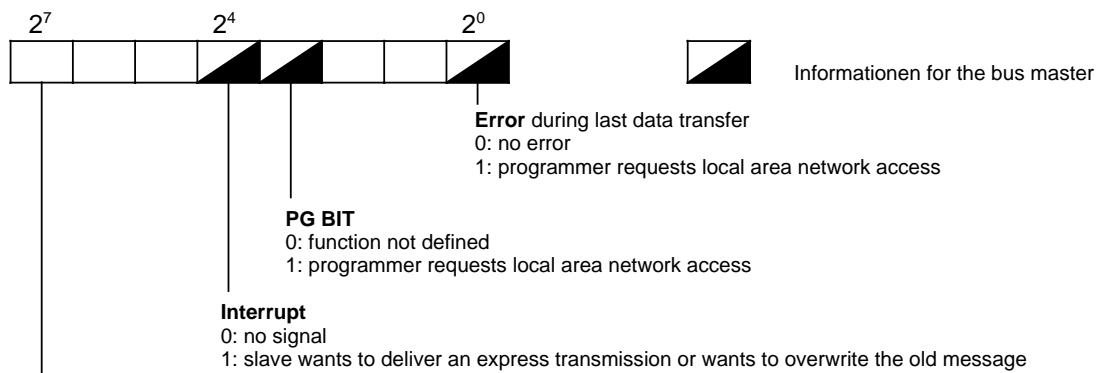 2⁷ 2⁴ 2⁰
Informationen for the bus master
Error during last data transfer
0: no error
1: programmer requests local area network access
PG BIT
0: function not defined
1: programmer requests local area network access
Interrupt
0: no signal
1: slave wants to deliver an express transmission or wants to overwrite the old message